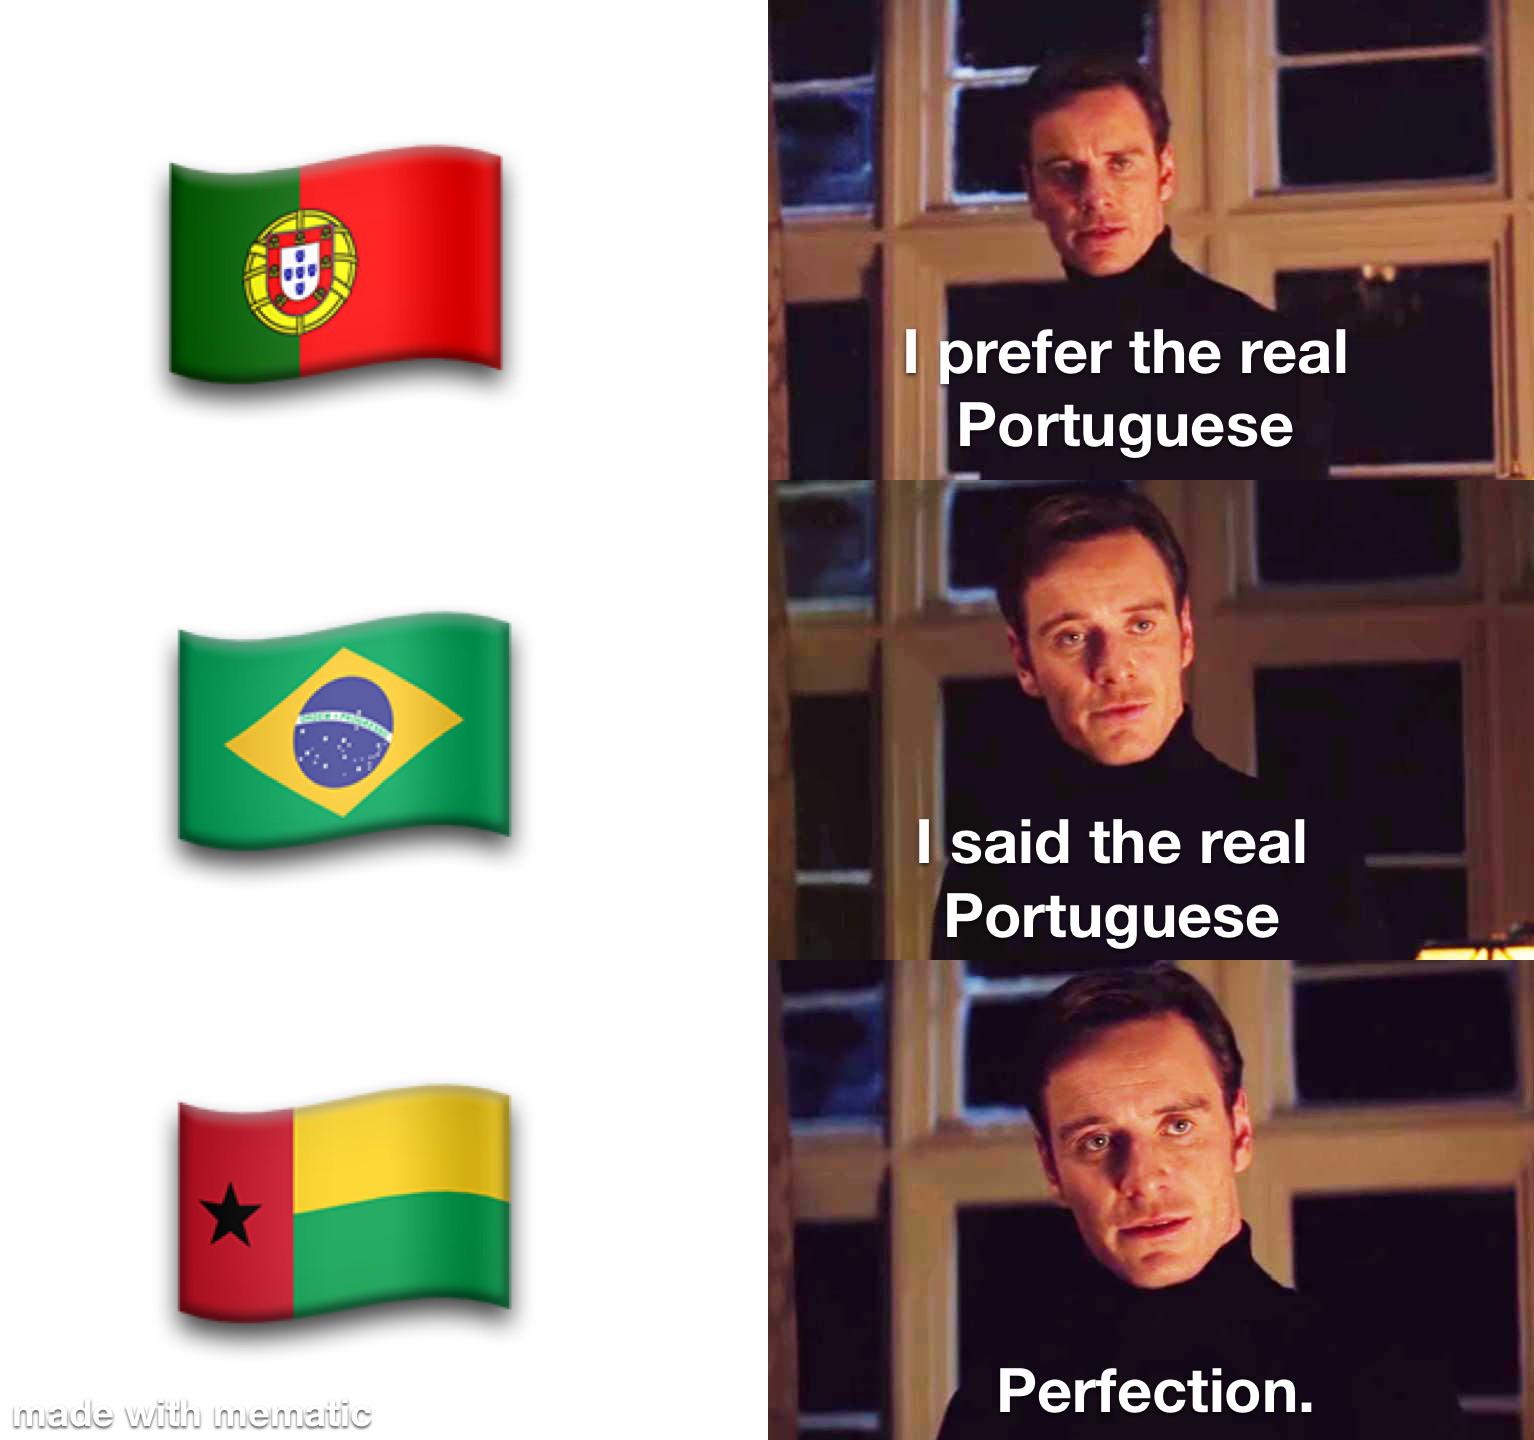 I prefer the real
Portuguese
I said the real
Portuguese
Perfection.
made with mematic